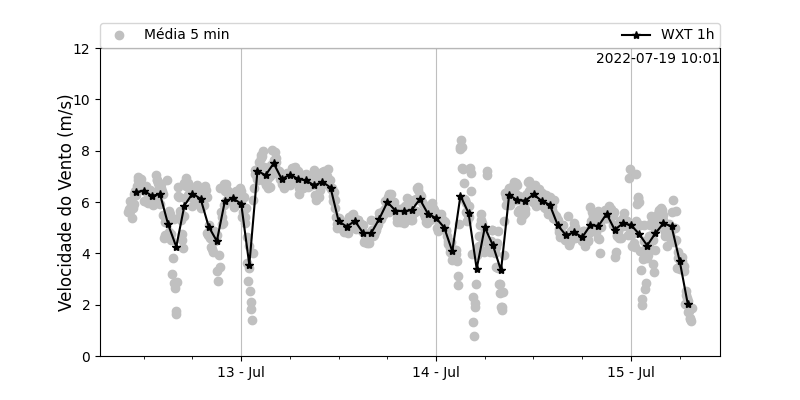 Média 5 min
WXT 1h
2022-07-19 10:01
Velocidade do Vento (m/s)
12
10
8
6
4
2
0
13 - Jul
14 - Jul
15 - Jul